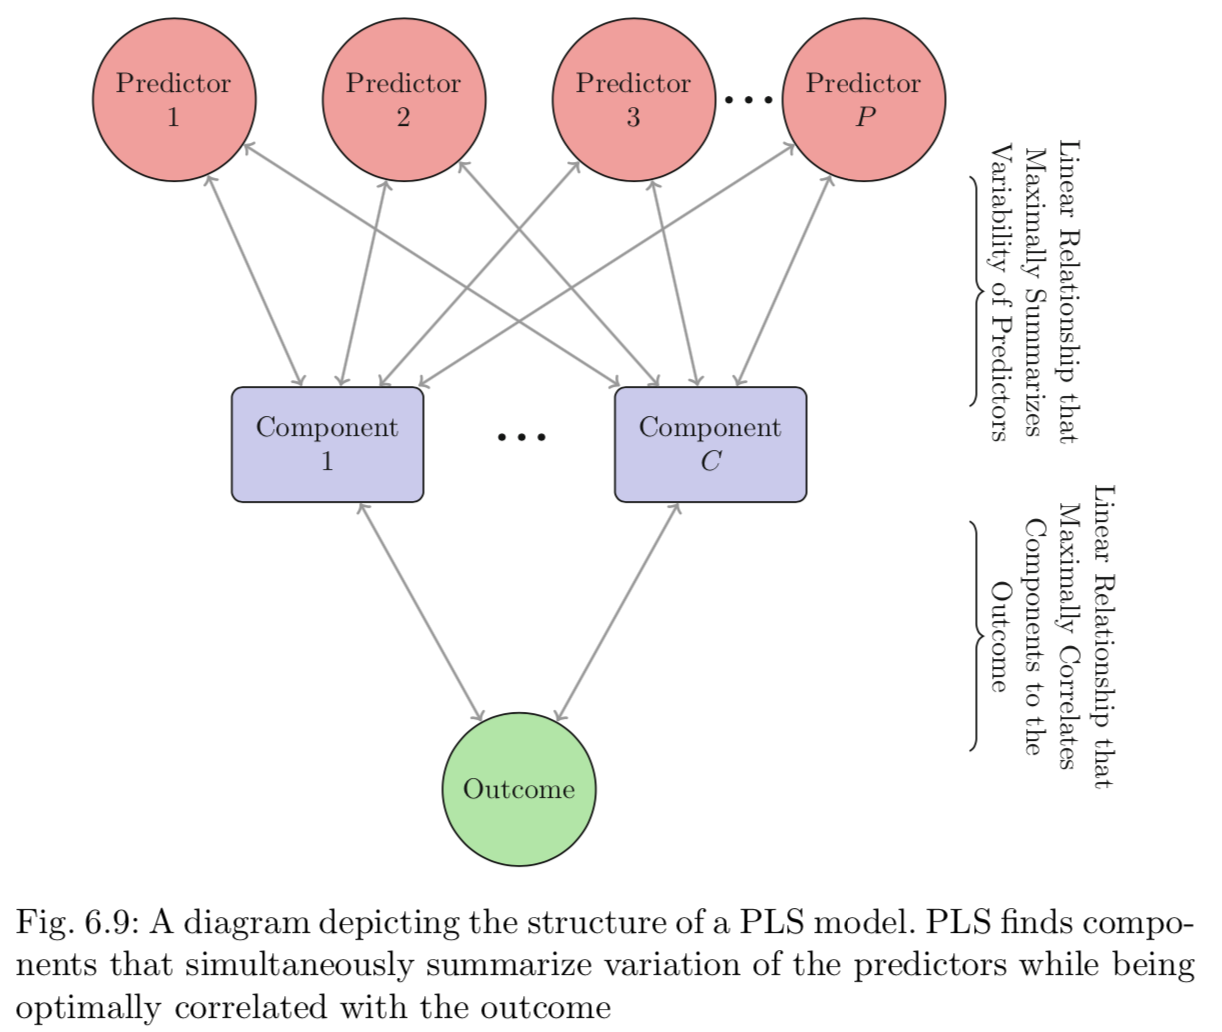 Predictor
1
Predictor
2
Predictor
3
...
Predictor
P
Linear Relationship that
Maximally Summarizes
Variability of Predictors
Component
1
...
Component
C
Linear Relationship that
Maximally Correlates
Components to the
Outcome
Outcome
Fig. 6.9: A diagram depicting the structure of a PLS model. PLS finds compo-
nents that simultaneously summarize variation of the predictors while being
optimally correlated with the outcome